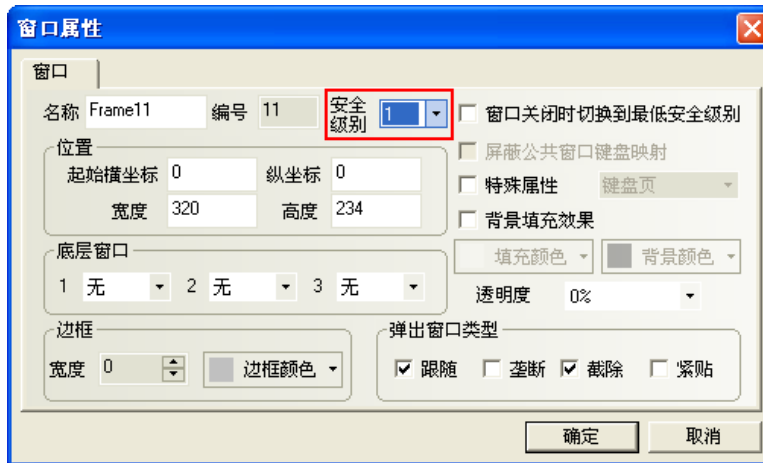 窗口属性
窗口
名称 Frame11 编号 11 安全级别 1 窗口关闭时切换到最低安全级别
位置
屏蔽公共窗口键盘映射
起始横坐标 0 纵坐标 0
特殊属性 键盘页
宽度 320 高度 234
背景填充效果
底层窗口
填充颜色 背景颜色
1 无 2 无 3 无
透明度 0%
边框
弹出窗口类型
宽度 0 边框颜色
跟随 垄断 截除 紧贴
确定 取消